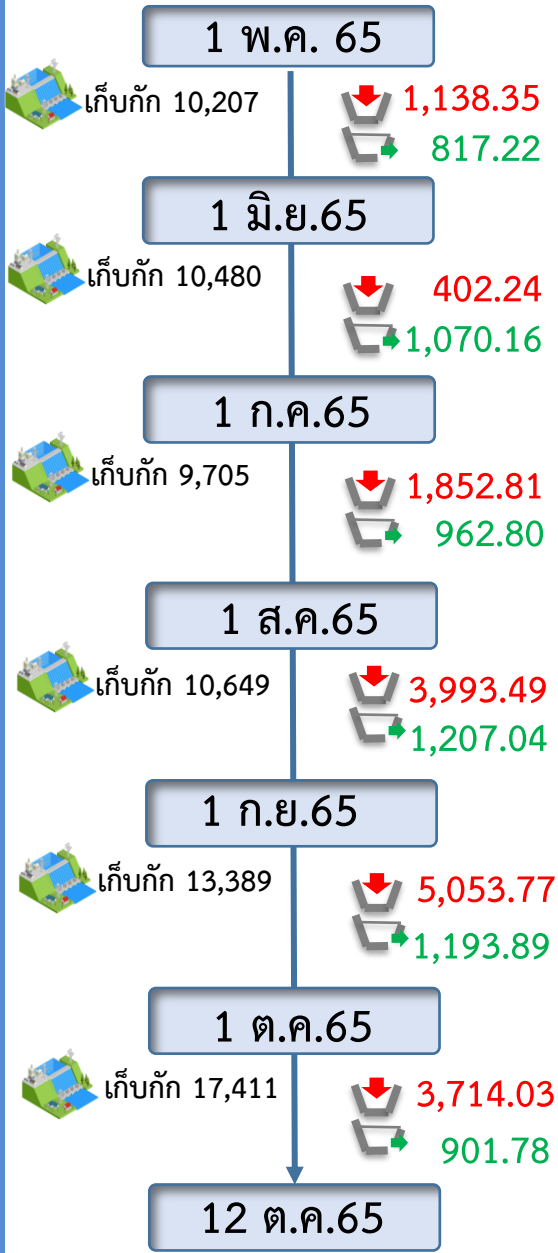 1 พ.ค. 65
เก็บกัก 10,207
1,138.35
817.22
1 มิ.ย.65
เก็บกัก 10,480
402.24
1,070.16
1 ก.ค.65
เก็บกัก 9,705
1,852.81
962.80
1 ส.ค.65
เก็บกัก 10,649
3,993.49
1,207.04
1 ก.ย.65
เก็บกัก 13,389
5,053.77
1,193.89
1 ต.ค.65
เก็บกัก 17,411
3,714.03
901.78
12 ต.ค.65